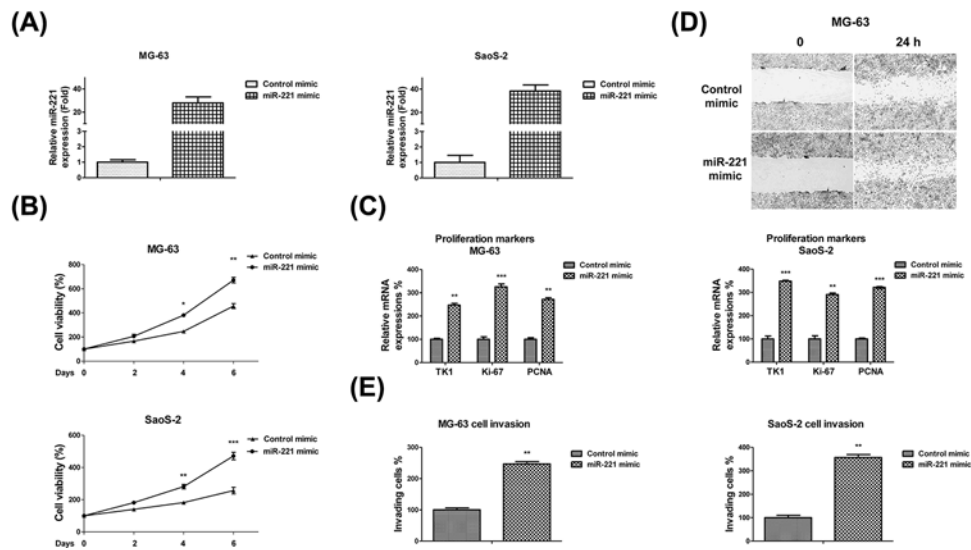 (A)
MG-63
Relative miR-221
expression (Fold)
40
20
2
1
0
Control mimic
miR-221 mimic
SaoS-2
Relative miR-221
expression (Fold)
40
20
2
1
0
Control mimic
miR-221 mimic
(D)
MG-63
0
24 h
Control
mimic
miR-221
mimic
(B)
MG-63
Cell viability (%)
800
600
400
200
0
**
*
Control mimic
miR-221 mimic
Days
0
2
4
6
SaoS-2
Cell viability (%)
600
400
200
0
***
**
Control mimic
miR-221 mimic
Days
0
2
4
6
(C)
Proliferation markers
MG-63
Relative mRNA
expressions %
400
300
200
100
0
**
***
**
Control mimic
miR-221 mimic
TK1
Ki-67
PCNA
Proliferation markers
SaoS-2
Relative mRNA
expressions %
400
300
200
100
0
***
**
***
Control mimic
miR-221 mimic
TK1
Ki-67
PCNA
(E)
MG-63 cell invasion
Invading cells %
300
200
100
0
**
Control mimic
miR-221 mimic
SaoS-2 cell invasion
Invading cells %
400
300
200
100
0
**
Control mimic
miR-221 mimic